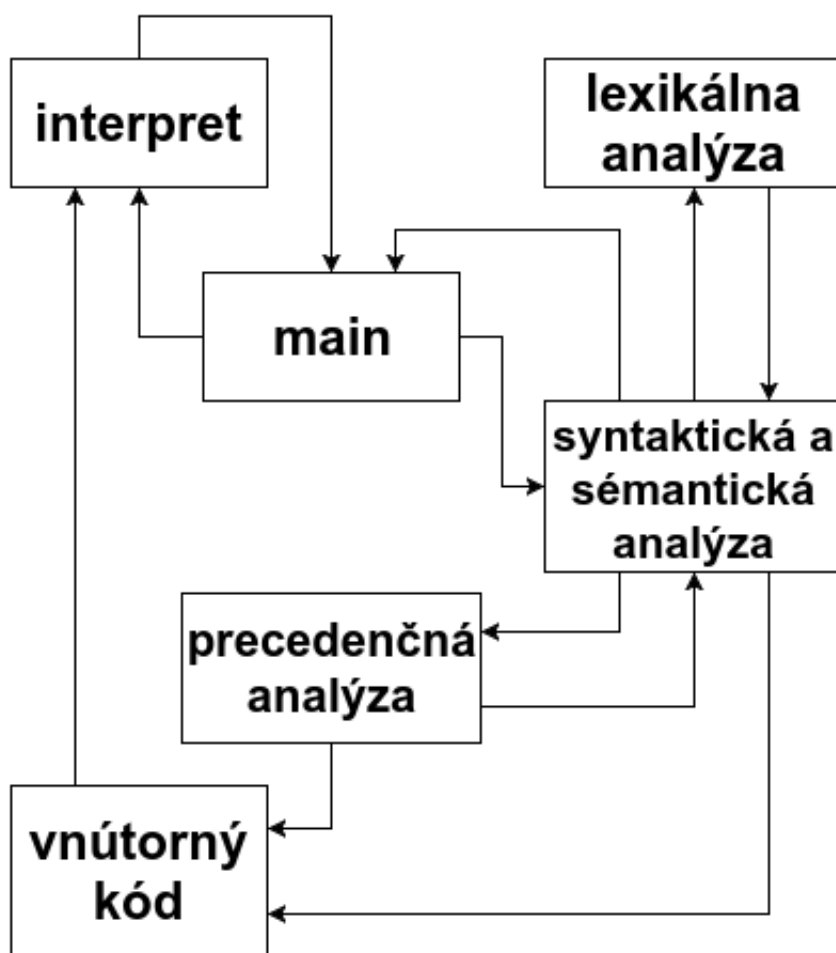 interpret
lexikálna
analýza
main
syntaktická a
sémantická
analýza
precedenčná
analýza
vnútorný
kód